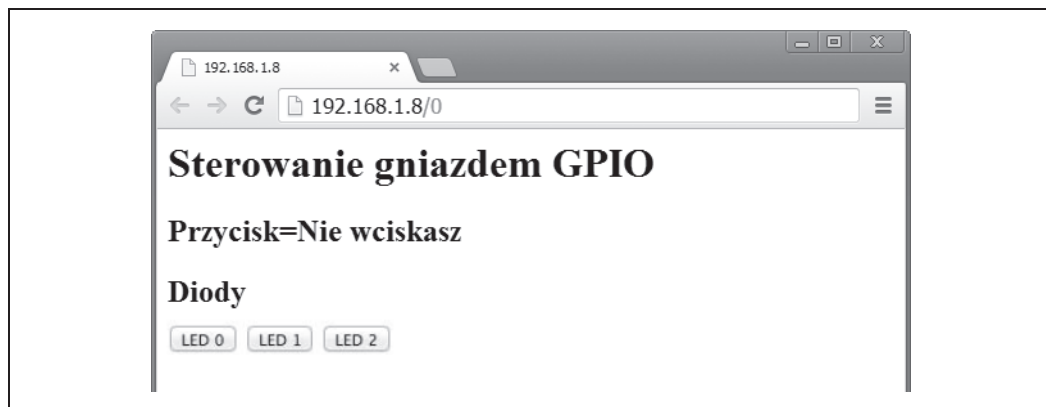 192.168.1.8
192.168.1.8/0
Sterowanie gniazdem GPIO
Przycisk=Nie wciskasz
Diody
LED 0 LED 1 LED 2